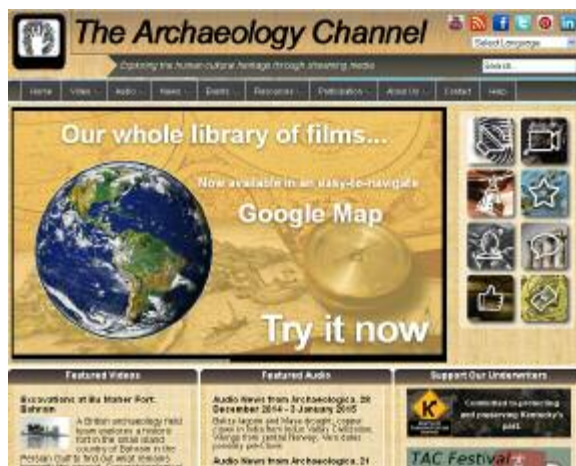 The Archaeology Channel
Select Language
Exploring the human cultural heritage through streaming media
Search...
Home Video Audio News Events Resources Participation About Us Contact Help
Our whole library of films...
Now available in an easy-to-navigate
Google Map
Try it now
Featured Videos
Featured Audio
Support Our Underwriters
Excavations at Bu Maher Fort,
Bahrain
A British archaeology field
team explores a historic
fort in the small island
country of Bahrain in the
Persian Gulf to find out what remains
Audio News from Archaeologica, 28
December 2014 - 3 January 2015
Committed to protecting
and preserving Kentucky's
past.
Audio News from Archaeologica, 21
TAC Festival